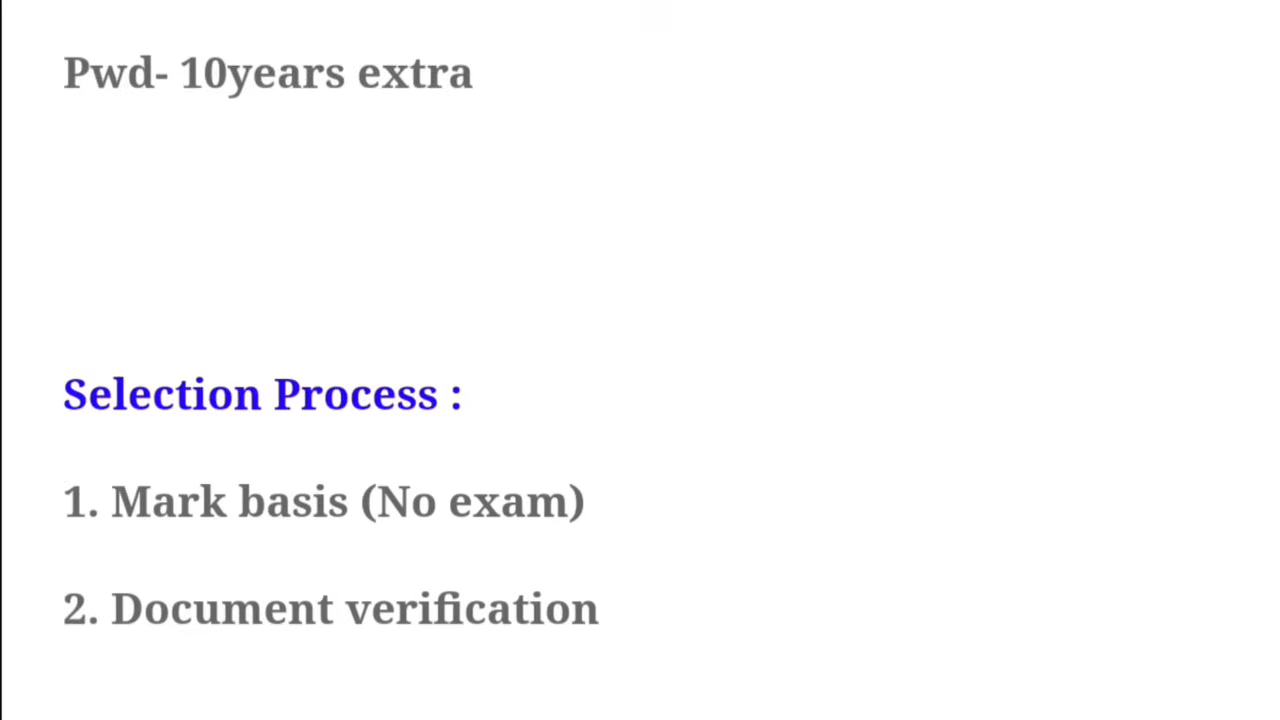 Pwd- 10years extra
Selection Process :
1. Mark basis (No exam)
2. Document verification